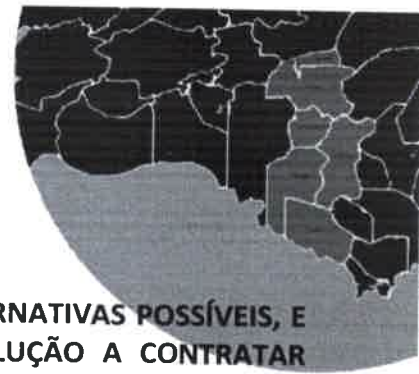 RNATIVAS POSSÍVEIS, E
LUÇÃO A CONTRATAR